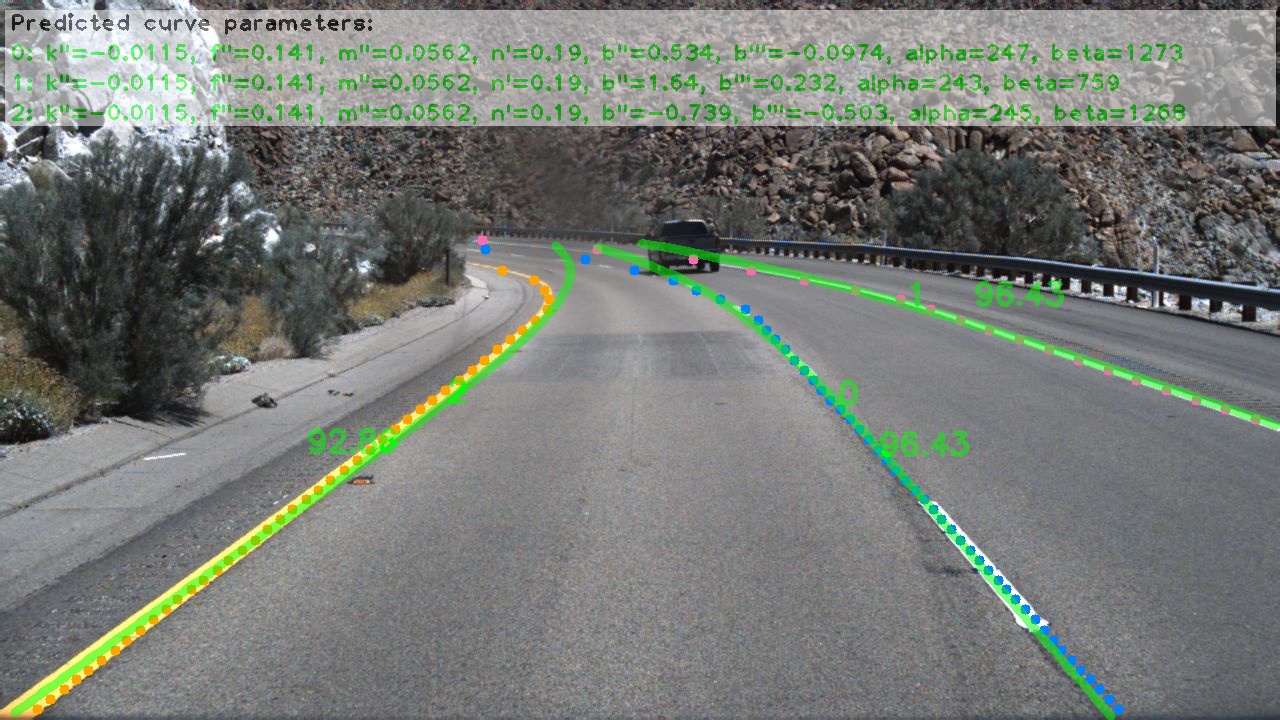 Predicted curve parameters:
0: k''=-0.0115, f''=0.141, m''=0.0562, n'=0.19, b''=0.534, b'''=-0.0974, alpha=247, beta=1273
1: k''=-0.0115, f''=0.141, m''=0.0562, n'=0.19, b''=1.64, b'''=0.232, alpha=243, beta=759
2: k''=-0.0115, f''=0.141, m''=0.0562, n'=0.19, b''=-0.739, b'''=-0.503, alpha=245, beta=1268
1 96.43
0
96.43